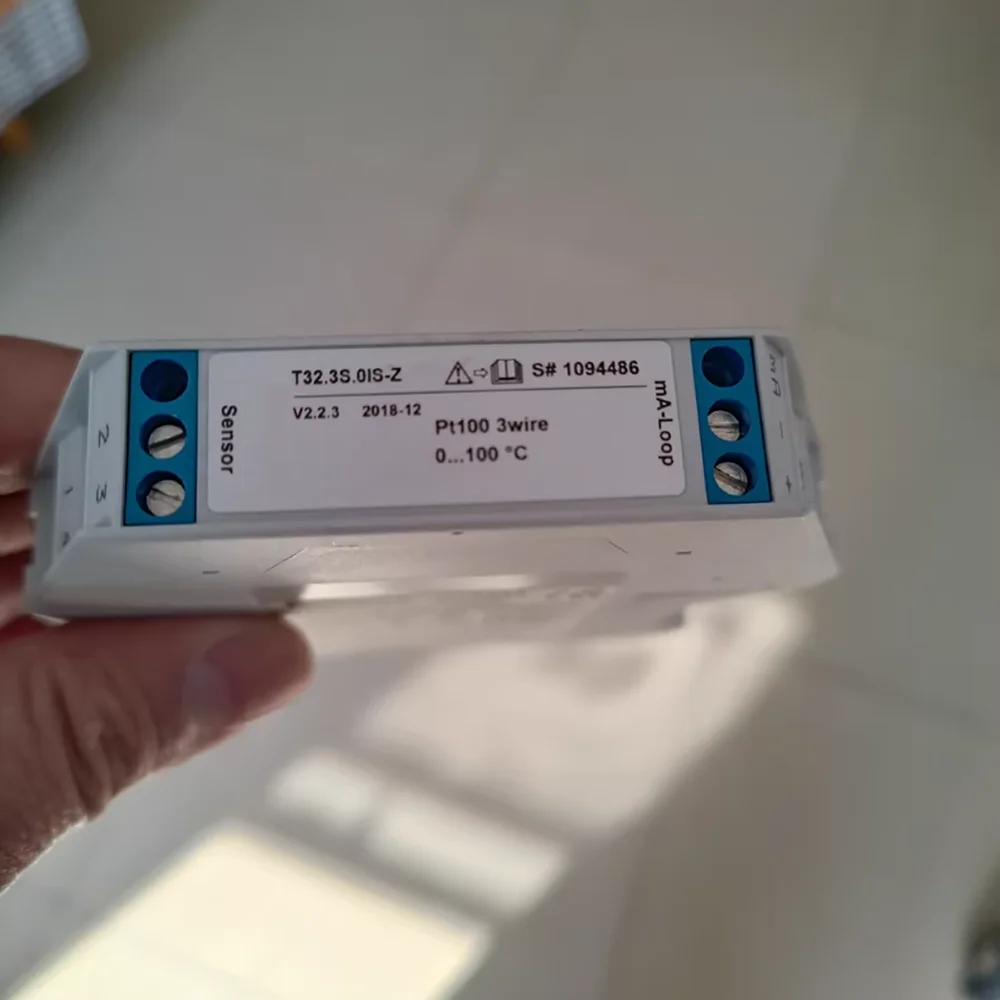 T32.3S.0IS-Z S# 1094486
V2.2.3 2018-12
Pt100 3wire
0...100 °C
Sensor
mA-Loop
2
1 3
mA
-
+